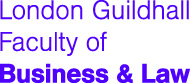 London Guildhall
Faculty of
Business & Law